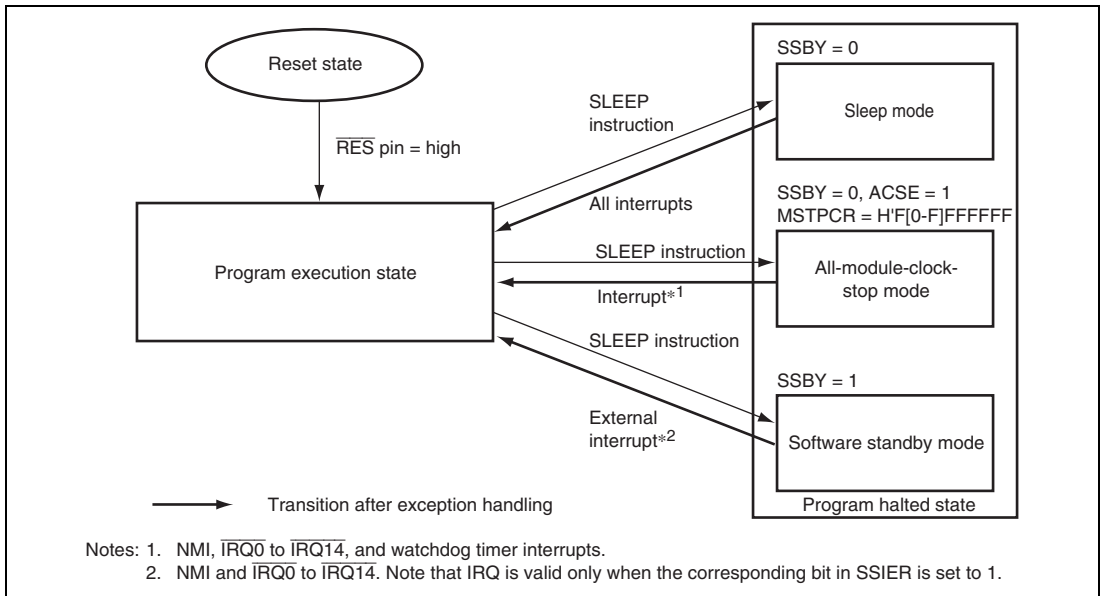 Reset state
RES pin = high
Program execution state
SLEEP
instruction
All interrupts
SLEEP instruction
Interrupt*1
SLEEP instruction
External
interrupt*2
SSBY = 0
Sleep mode
SSBY = 0, ACSE = 1
MSTPCR = H'F[0-F]FFFFFF
All-module-clock-
stop mode
SSBY = 1
Software standby mode
Program halted state
Transition after exception handling
Notes: 1. NMI, IRQ0 to IRQ14, and watchdog timer interrupts.
2. NMI and IRQ0 to IRQ14. Note that IRQ is valid only when the corresponding bit in SSIER is set to 1.